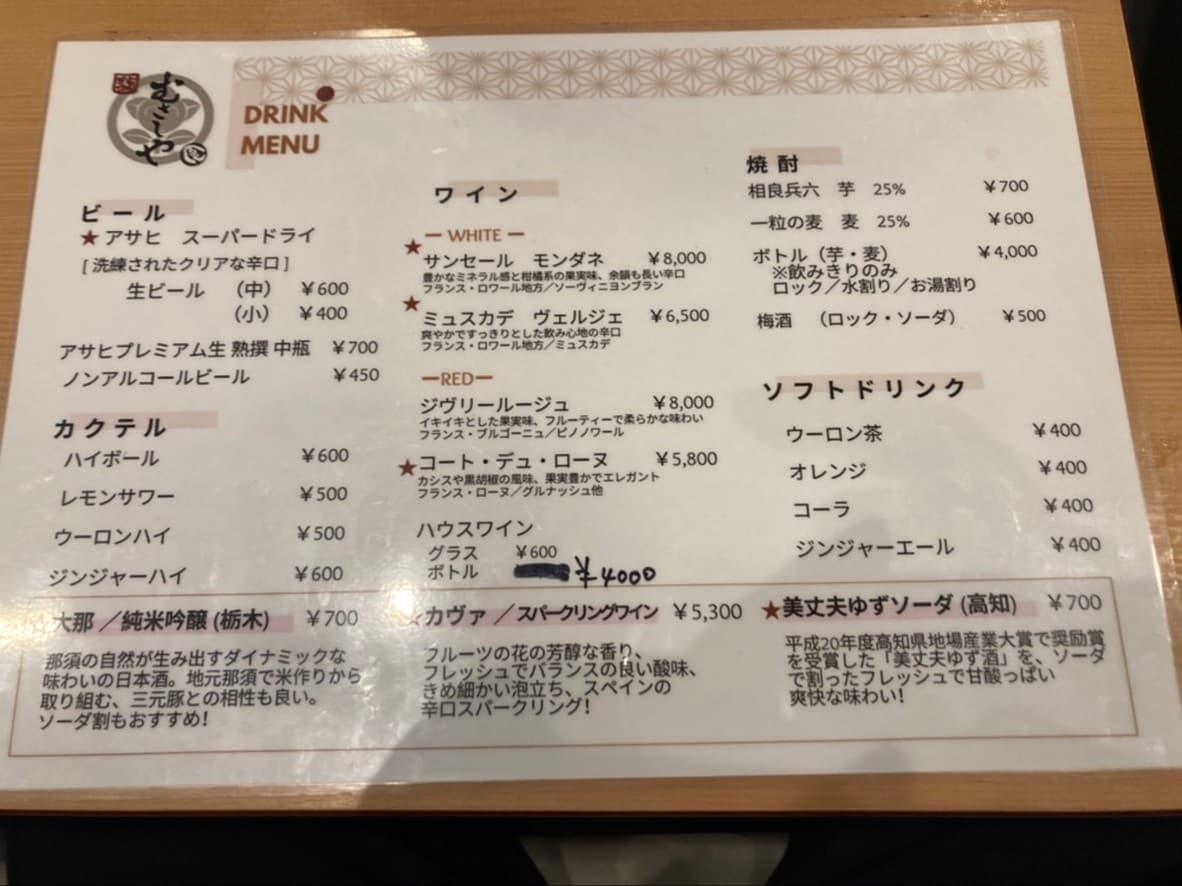 むさしや
DRINK
MENU
ビール
★ アサヒ スーパードライ
[ 洗練されたクリアな辛口 ]
生ビール (中) ¥600
(小) ¥400
アサヒプレミアム生 熟撰 中瓶 ¥700
ノンアルコールビール ¥450
カクテル
ハイボール ¥600
レモンサワー ¥500
ウーロンハイ ¥500
ジンジャーハイ ¥600
ワイン
ー WHITE ー
★ サンセール モンダネ ¥8,000
豊かなミネラル感と柑橘系の果実味、余韻も長い辛口
フランス・ロワール地方／ソーヴィニヨンブラン
★ ミュスカデ ヴェルジェ ¥6,500
爽やかですっきりとした飲み心地の辛口
フランス・ロワール地方／ミュスカデ
ーREDー
ジヴリールージュ ¥8,000
イキイキとした果実味、フルーティーで柔らかな味わい
フランス・ブルゴーニュ／ピノノワール
★コート・デュ・ローヌ ¥5,800
カシスや黒胡椒の風味、果実豊かでエレガント
フランス・ローヌ／グルナッシュ他
ハウスワイン
グラス ¥600
ボトル ¥4000
焼酎
相良兵六 芋 25% ¥700
一粒の麦 麦 25% ¥600
ボトル（芋・麦） ¥4,000
※飲みきりのみ
ロック／水割り／お湯割り
梅酒 （ロック・ソーダ） ¥500
ソフトドリンク
ウーロン茶 ¥400
オレンジ ¥400
コーラ ¥400
ジンジャーエール ¥400
大那 ／純米吟醸 (栃木) ¥700
那須の自然が生み出すダイナミックな
味わいの日本酒。地元那須で米作りから
取り組む、三元豚との相性も良い。
ソーダ割もおすすめ！
★カヴァ ／スパークリングワイン ¥5,300
フルーツの花の芳醇な香り、
フレッシュでバランスの良い酸味、
きめ細かい泡立ち、スペインの
辛口スパークリング！
★美丈夫ゆずソーダ (高知) ¥700
平成20年度高知県地場産業大賞で奨励賞
を受賞した「美丈夫ゆず酒」を、ソーダ
で割ったフレッシュで甘酸っぱい
爽快な味わい！